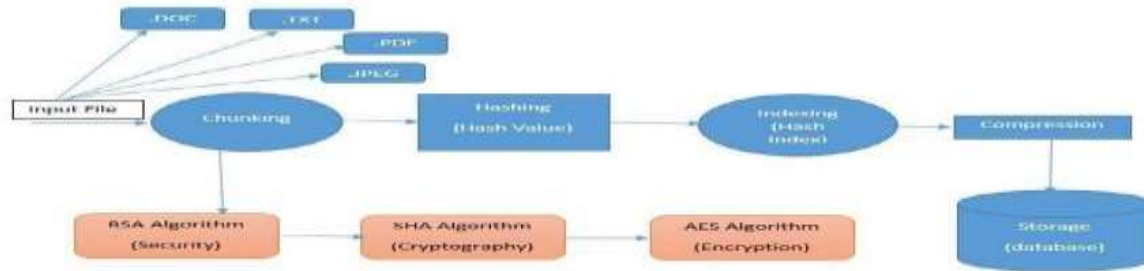 .DOC
.TXT
.PDF
.JPEG
Input File
Chunking
Hashing
(Hash Value)
Indexing
(Hash
Index)
Compression
RSA Algorithm
(Security)
SHA Algorithm
(Cryptography)
AES Algorithm
(Encryption)
Storage
(database)